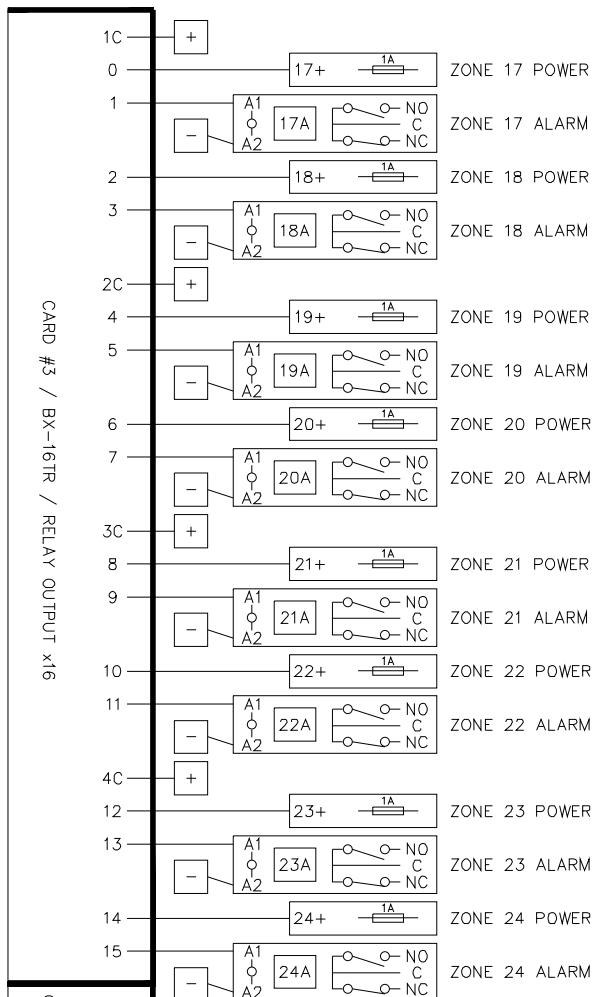 1C +
0 17+ 1A ZONE 17 POWER
1 A1 NO
17A C ZONE 17 ALARM
− A2 NC
2 18+ 1A ZONE 18 POWER
3 A1 NO
18A C ZONE 18 ALARM
− A2 NC
2C +
4 19+ 1A ZONE 19 POWER
5 A1 NO
19A C ZONE 19 ALARM
− A2 NC
6 20+ 1A ZONE 20 POWER
7 A1 NO
20A C ZONE 20 ALARM
− A2 NC
3C +
8 21+ 1A ZONE 21 POWER
9 A1 NO
21A C ZONE 21 ALARM
− A2 NC
10 22+ 1A ZONE 22 POWER
11 A1 NO
22A C ZONE 22 ALARM
− A2 NC
4C +
12 23+ 1A ZONE 23 POWER
13 A1 NO
23A C ZONE 23 ALARM
− A2 NC
14 24+ 1A ZONE 24 POWER
15 A1 NO
24A C ZONE 24 ALARM
− A2 NC
CARD #3 / BX-16TR / RELAY OUTPUT x16